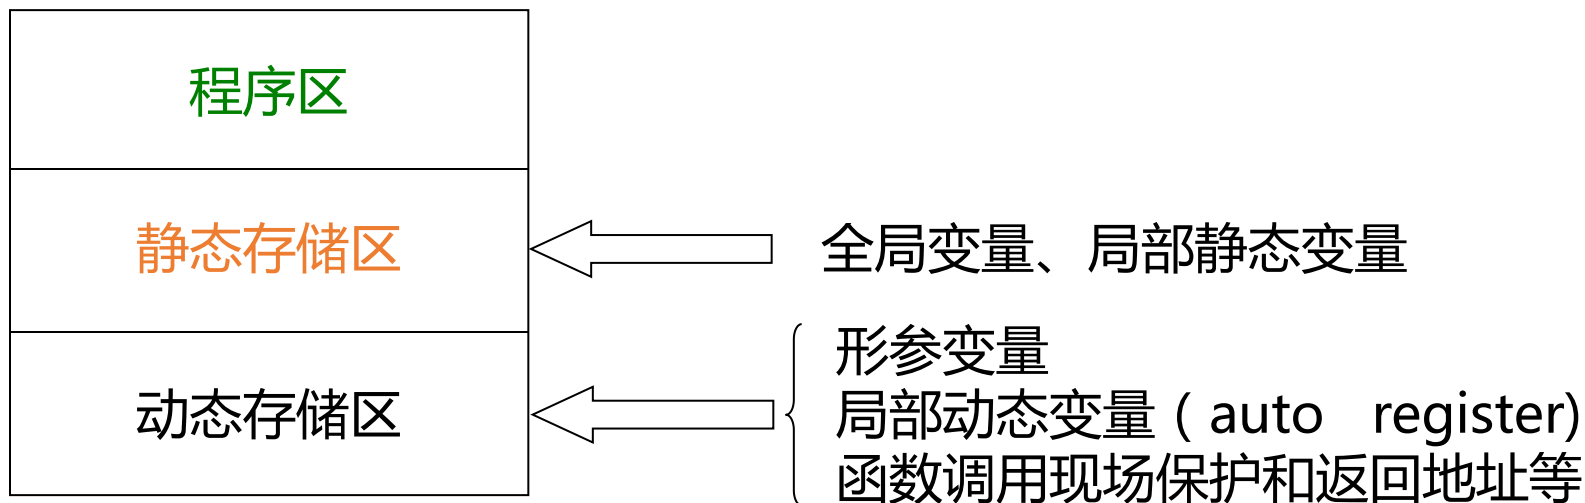 程序区
静态存储区
全局变量、局部静态变量
动态存储区
形参变量
局部动态变量（auto register)
函数调用现场保护和返回地址等